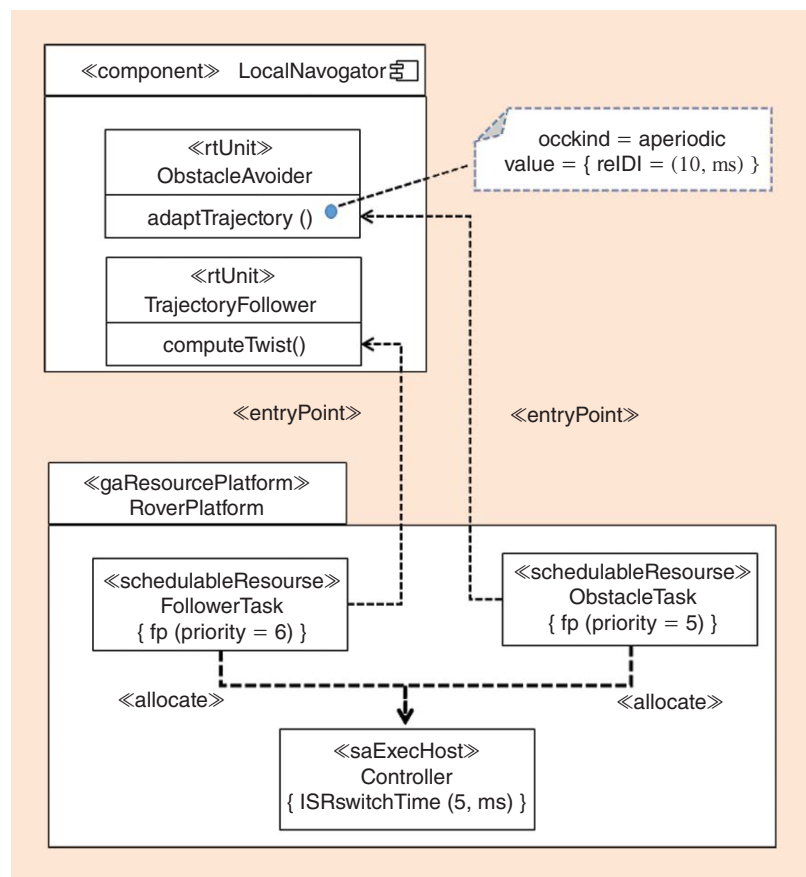 ≪component≫ LocalNavogator
≪rtUnit≫
ObstacleAvoider
adaptTrajectory ()
occkind = aperiodic
value = { relDl = (10, ms) }
≪rtUnit≫
TrajectoryFollower
computeTwist()
≪entryPoint≫
≪entryPoint≫
≪gaResourcePlatform≫
RoverPlatform
≪schedulableResourse≫
FollowerTask
{ fp (priority = 6) }
≪schedulableResourse≫
ObstacleTask
{ fp (priority = 5) }
≪allocate≫
≪allocate≫
≪saExecHost≫
Controller
{ ISRswitchTime (5, ms) }